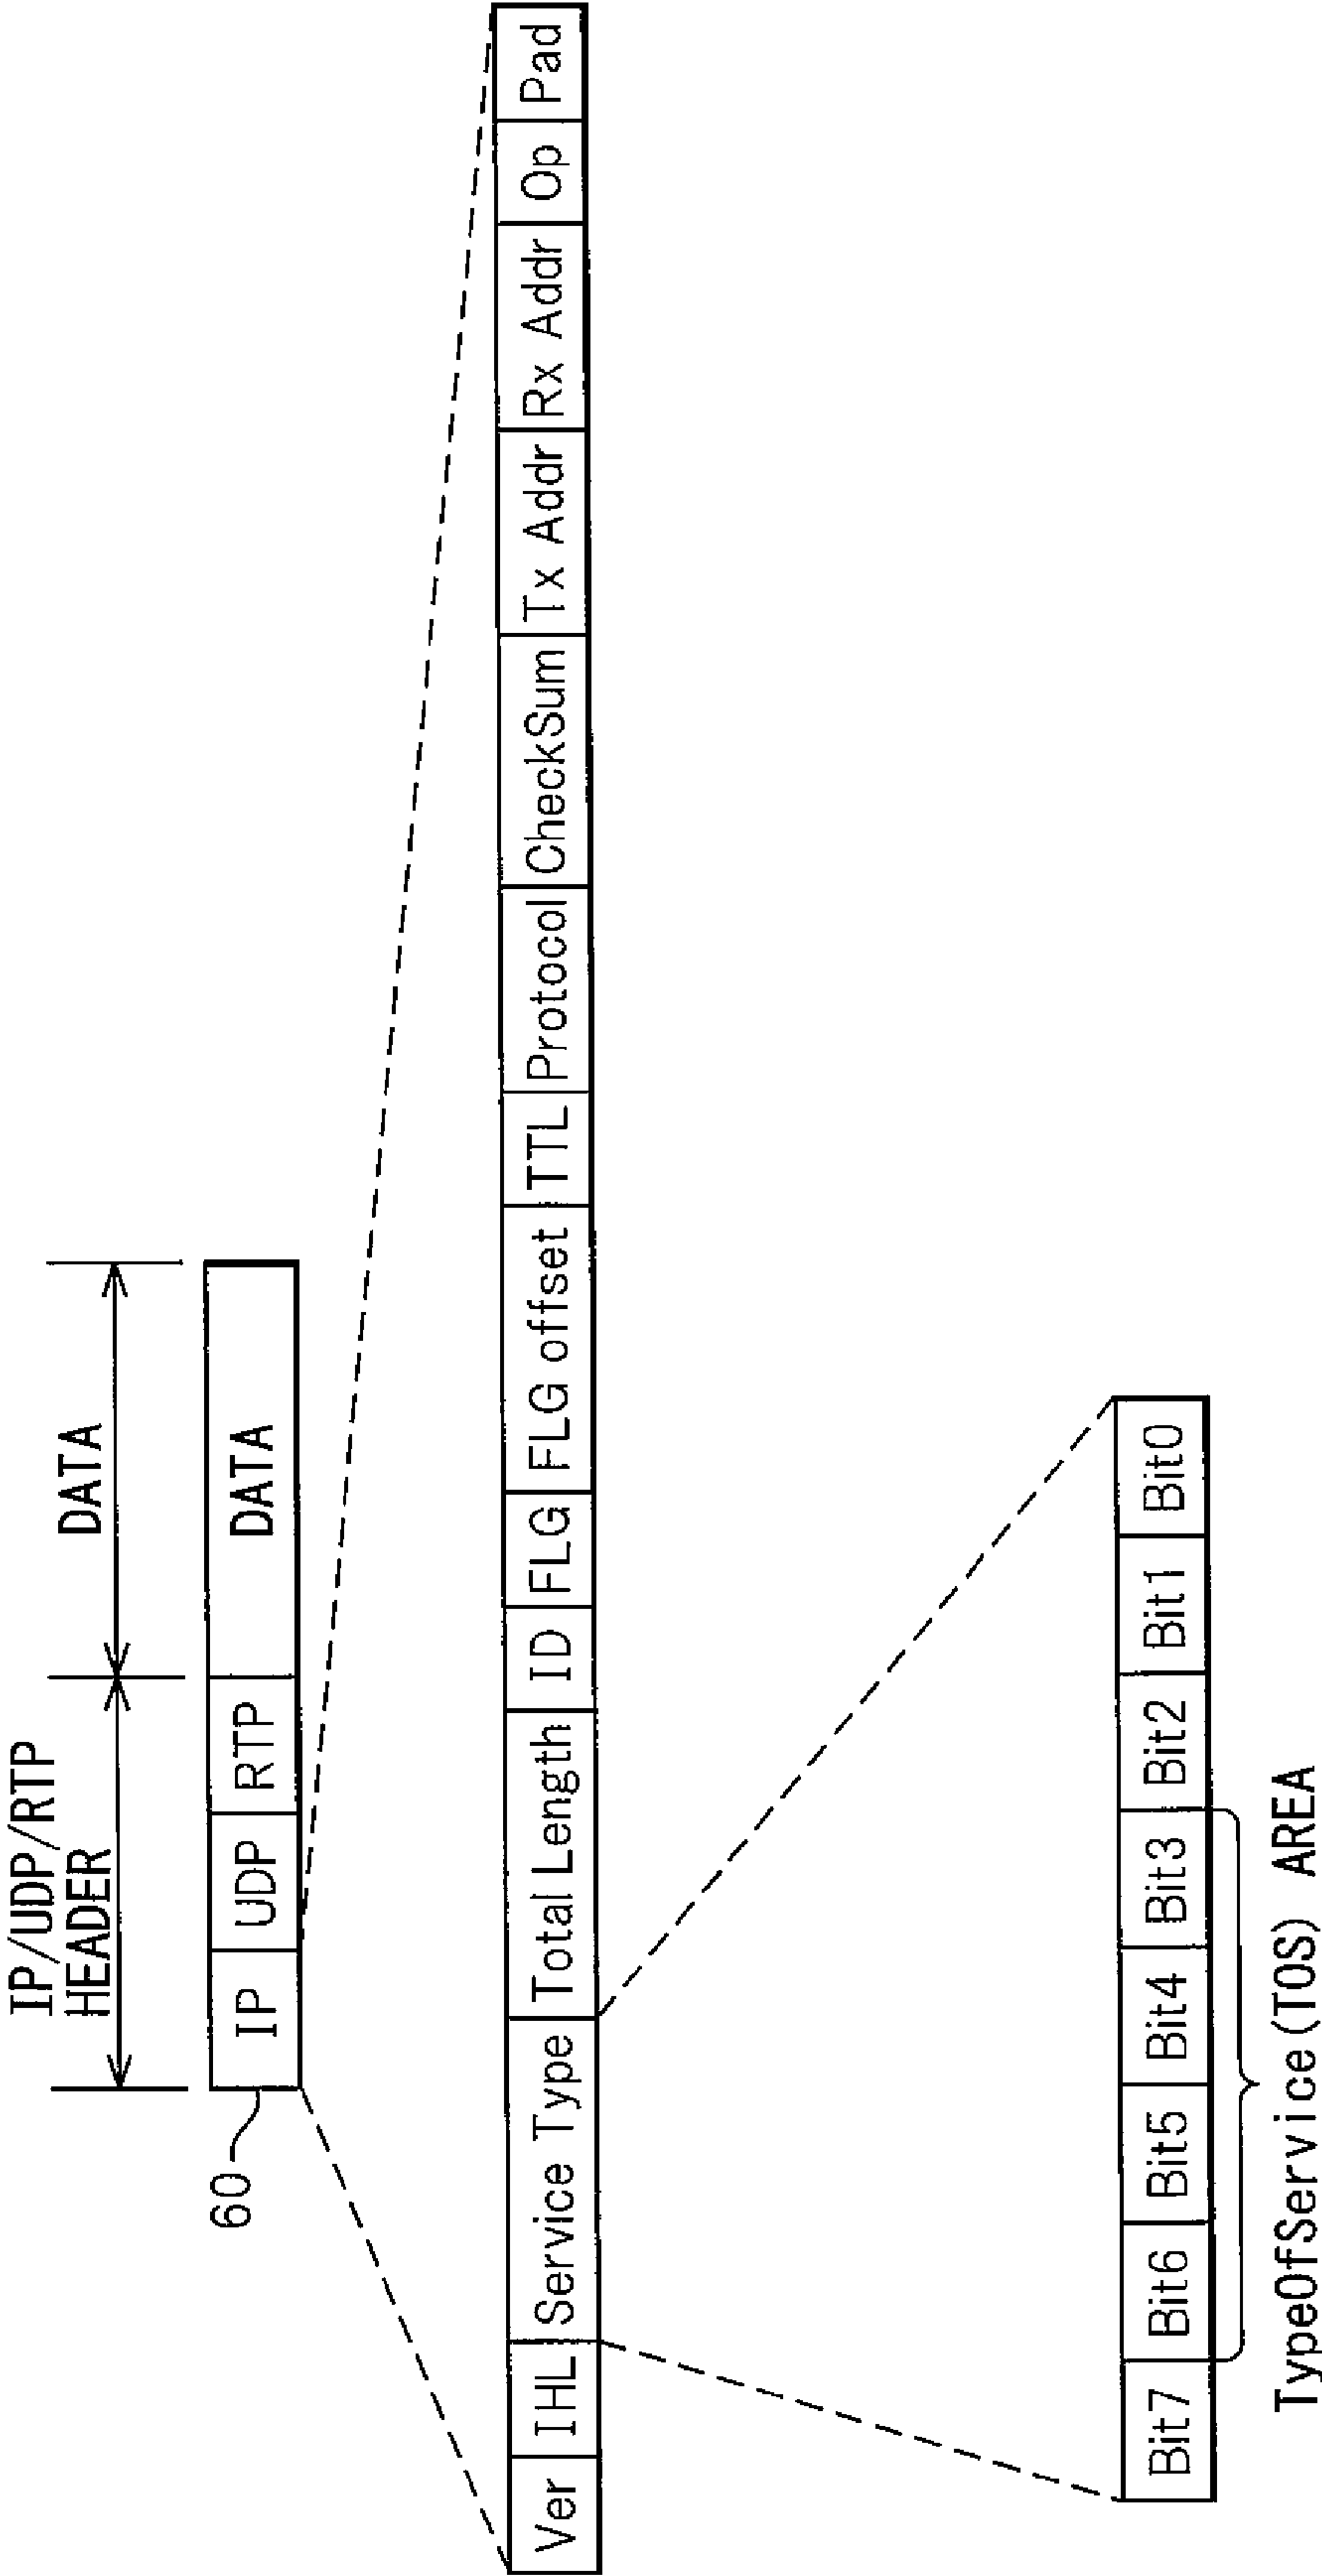 IP/UDP/RTP
HEADER
DATA
60
IP UDP RTP DATA
Ver IHL Service Type Total Length ID FLG FLG offset TTL Protocol CheckSum Tx Addr Rx Addr Op Pad
Bit7 Bit6 Bit5 Bit4 Bit3 Bit2 Bit1 Bit0
TypeOfService(TOS) AREA